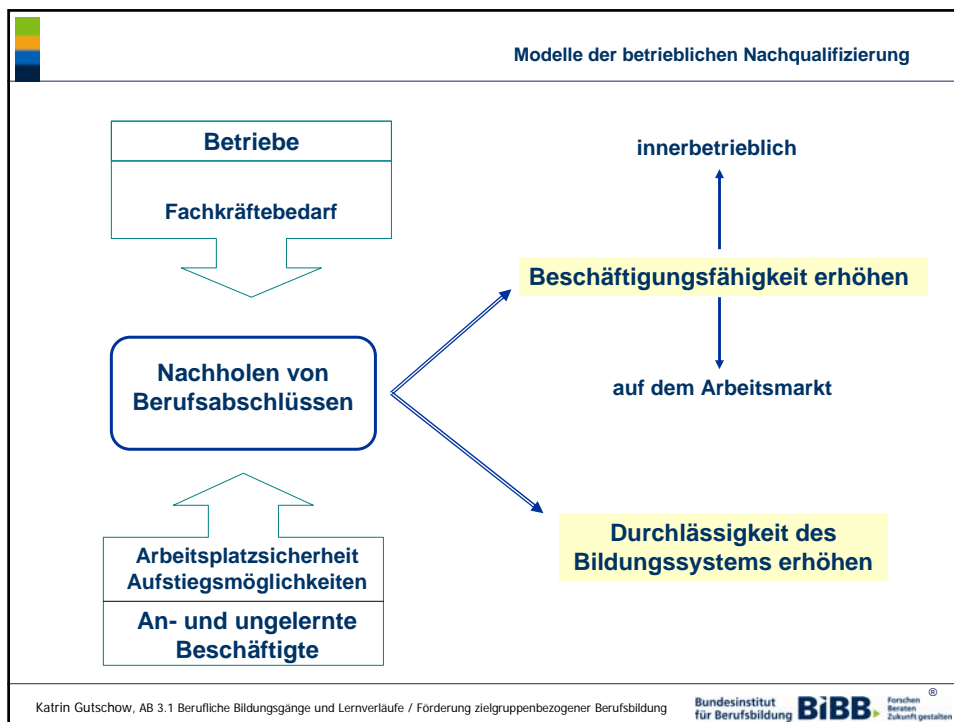 Modelle der betrieblichen Nachqualifizierung
Betriebe
Fachkräftebedarf
innerbetrieblich
Beschäftigungsfähigkeit erhöhen
auf dem Arbeitsmarkt
Nachholen von
Berufsabschlüssen
Durchlässigkeit des
Bildungssystems erhöhen
Arbeitsplatzsicherheit
Aufstiegsmöglichkeiten
An- und ungelernte
Beschäftigte
Katrin Gutschow, AB 3.1 Berufliche Bildungsgänge und Lernverläufe / Förderung zielgruppenbezogener Berufsbildung
Bundesinstitut
für Berufsbildung
BiBB
®
Forschen
Beraten
Zukunft gestalten